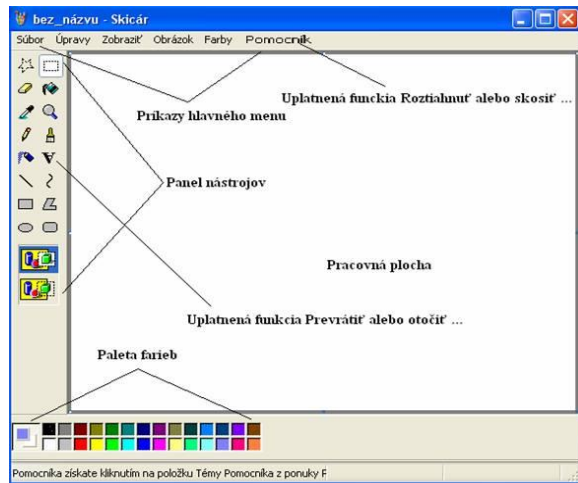 bez_názvu - Skicár
Súbor Úpravy Zobraziť Obrázok Farby Pomocník
Uplatnená funckia Roztiahnuť alebo skosiť ...
Príkazy hlavného menu
Panel nástrojov
Pracovná plocha
Uplatnená funkcia Prevrátiť alebo otočiť ...
Paleta farieb
Pomocníka získate kliknutím na položku Témy Pomocníka z ponuky P